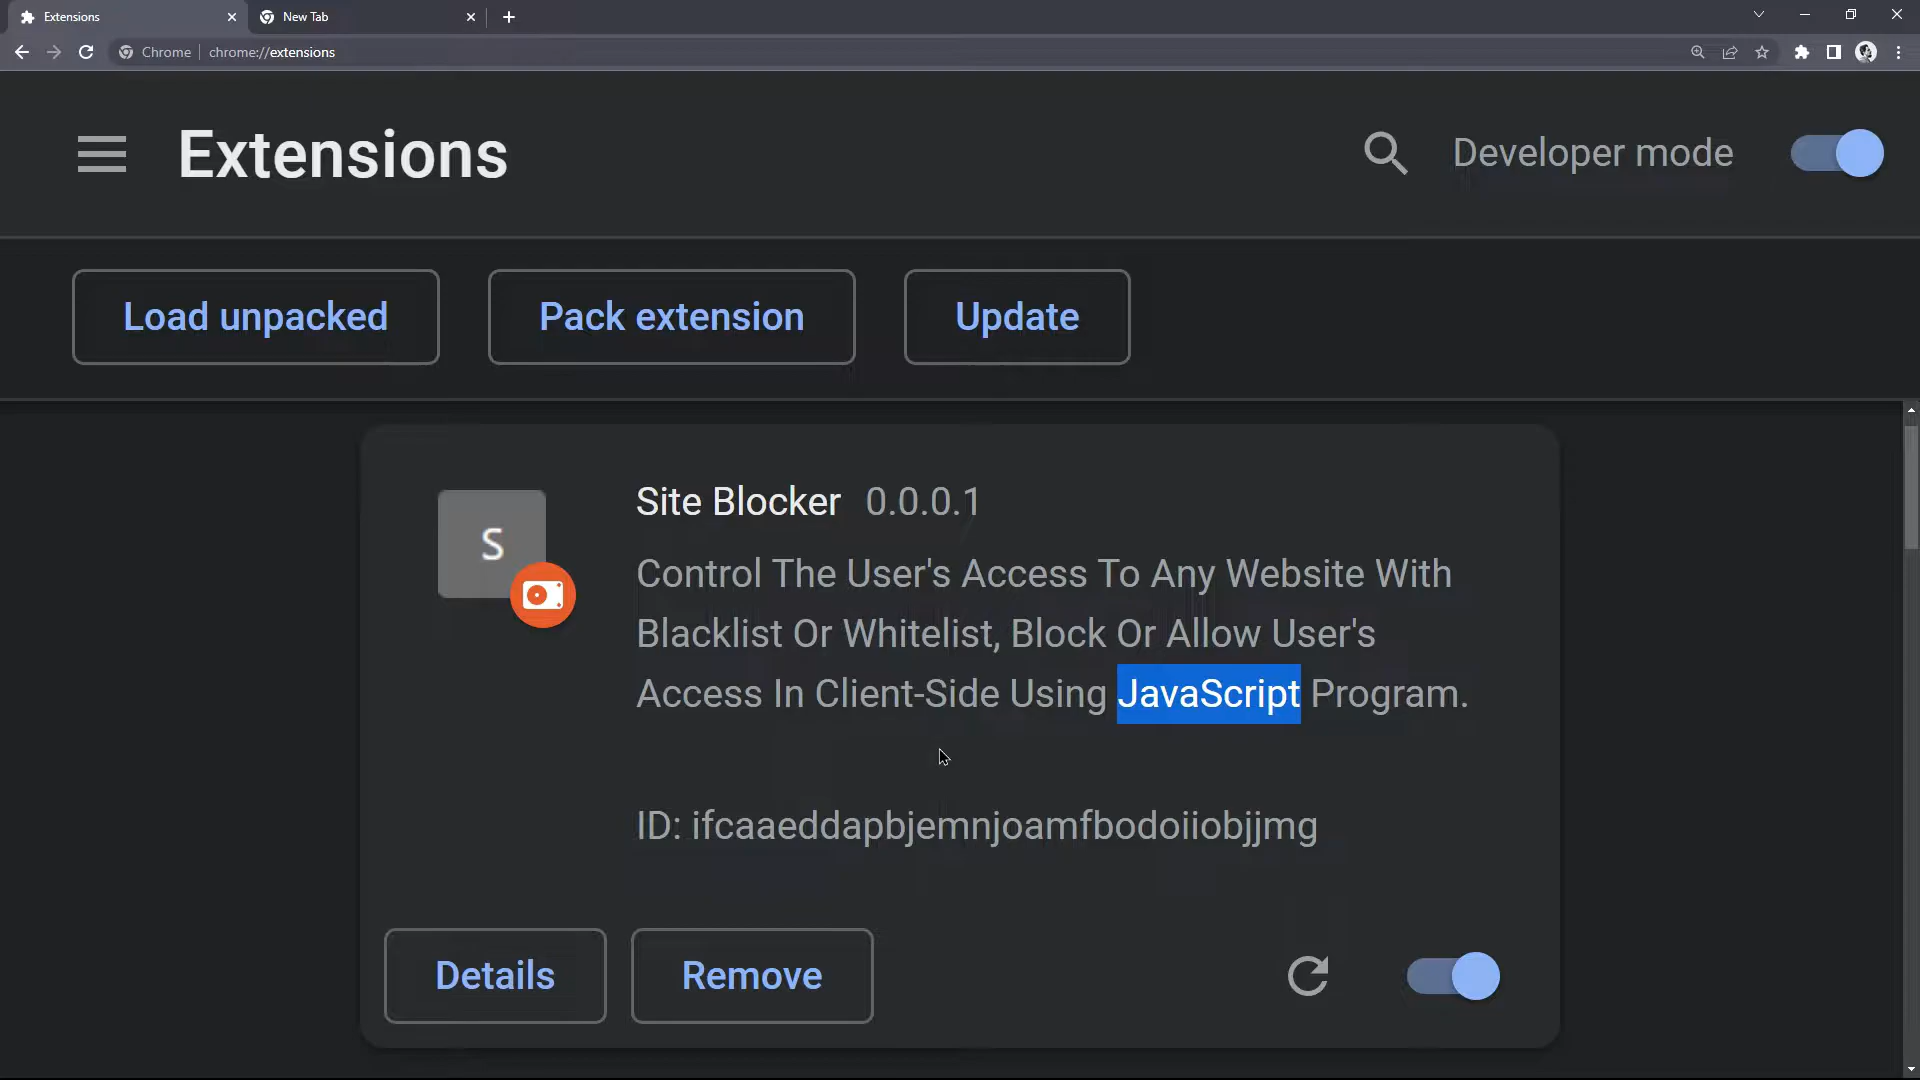 Extensions
New Tab
Chrome
chrome://extensions
Extensions
Developer mode
Load unpacked
Pack extension
Update
S
Site Blocker 0.0.0.1
Control The User's Access To Any Website With
Blacklist Or Whitelist, Block Or Allow User's
Access In Client-Side Using JavaScript Program.
ID: ifcaaeddapbjemnjoamfbodoiiobjjmg
Details
Remove